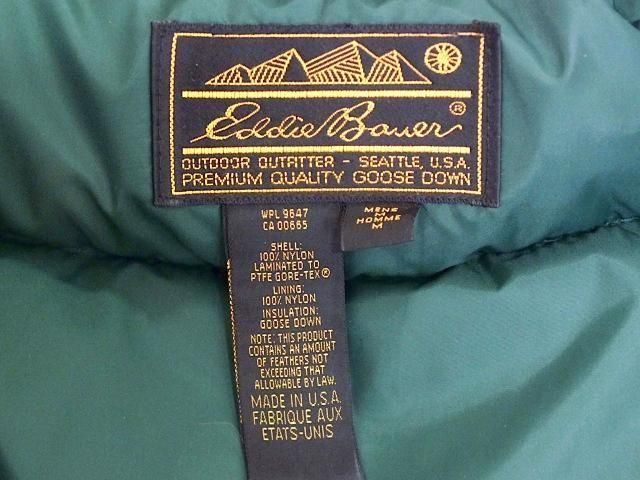 Eddie Bauer®
OUTDOOR OUTFITTER - SEATTLE, U.S.A.
PREMIUM QUALITY GOOSE DOWN
WPL 9647
CA 00665
SHELL:
100% NYLON
LAMINATED TO
PTFE GORE-TEX®
LINING:
100% NYLON
INSULATION:
GOOSE DOWN
NOTE: THIS PRODUCT
CONTAINS AN AMOUNT
OF FEATHERS NOT
EXCEEDING THAT
ALLOWABLE BY LAW.
MADE IN U.S.A.
FABRIQUE AUX
ETATS-UNIS
MENS
M
HOMME
M